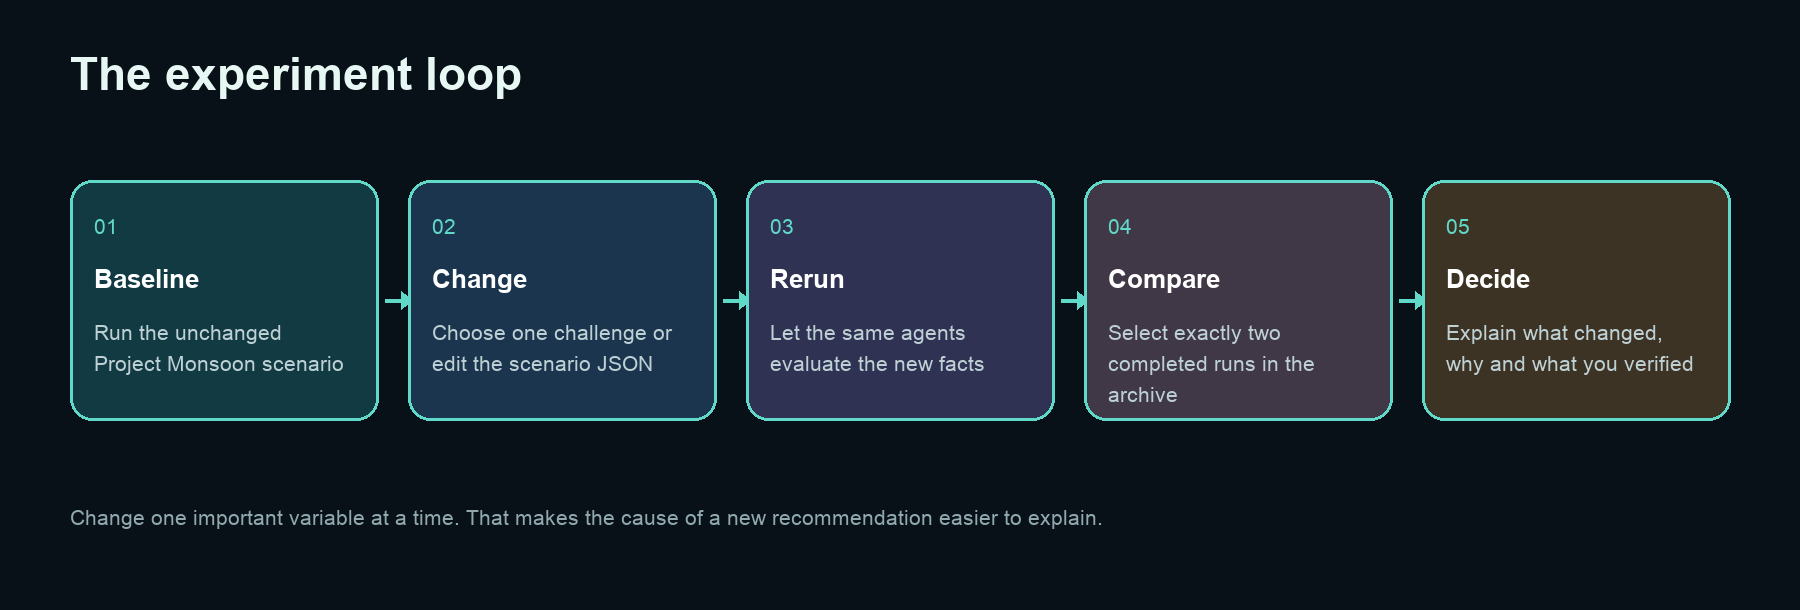 The experiment loop
01
Baseline
Run the unchanged
Project Monsoon scenario
02
Change
Choose one challenge or
edit the scenario JSON
03
Rerun
Let the same agents
evaluate the new facts
04
Compare
Select exactly two
completed runs in the
archive
05
Decide
Explain what changed,
why and what you verified
Change one important variable at a time. That makes the cause of a new recommendation easier to explain.